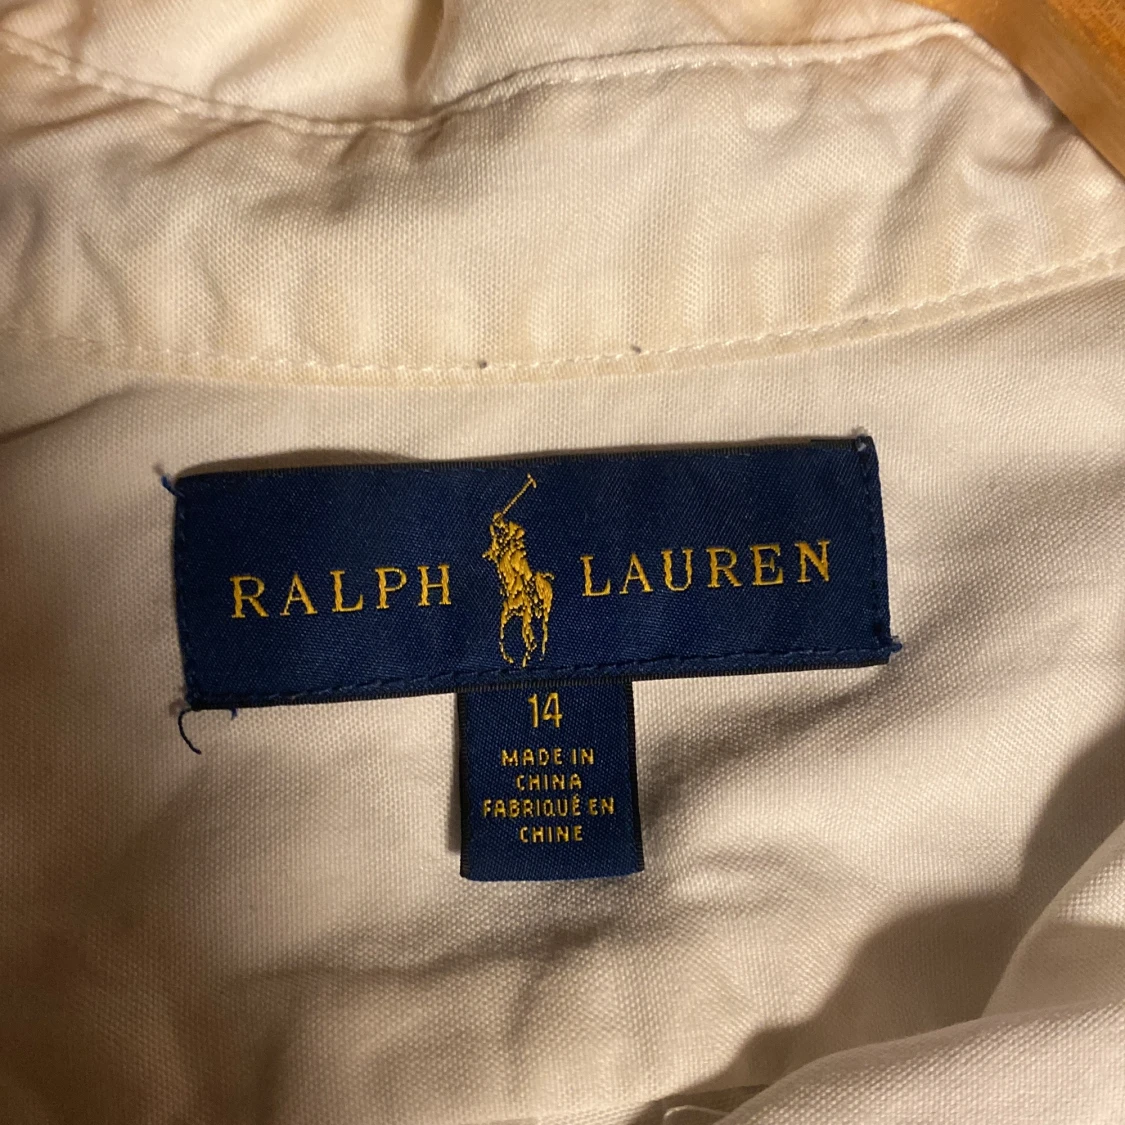 RALPH LAUREN
14
MADE IN
CHINA
FABRIQUÉ EN
CHINE